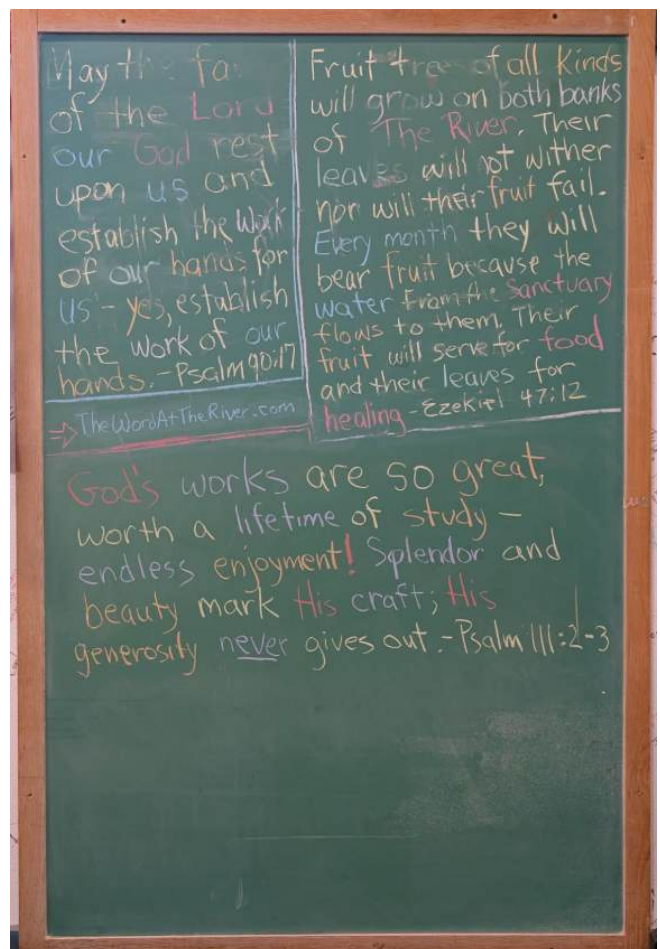 May the fa
of the Lord
our God rest
upon us and
establish the work
of our hands for
us - yes, establish
the work of our
hands. - Psalm 90:17
TheWordAtTheRiver.com
Fruit trees of all kinds
will grow on both banks
of The River. Their
leaves will not wither
nor will their fruit fail.
Every month they will
bear fruit because the
water from the Sanctuary
flows to them. Their
fruit will serve for food
and their leaves for
healing - Ezekiel 47:12
God's works are so great,
worth a lifetime of study -
endless enjoyment! Splendor and
beauty mark His craft; His
generosity never gives out. - Psalm 111:2-3